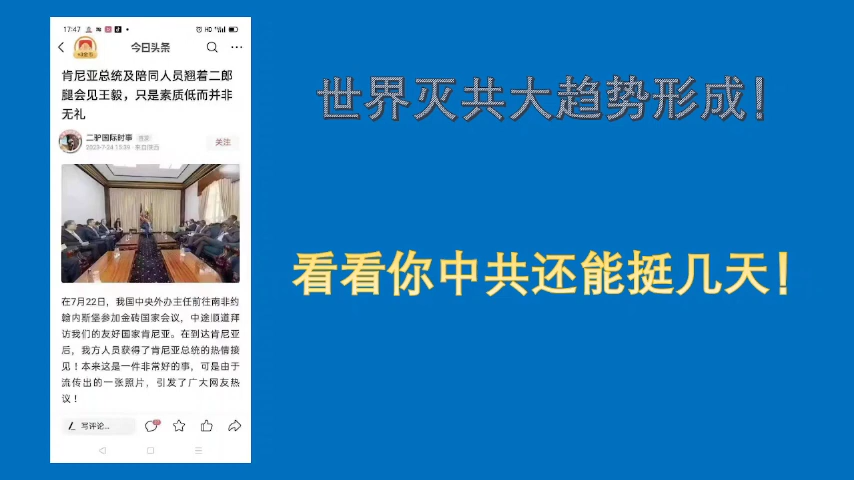 17:47
今日头条
肯尼亚总统及陪同人员翘着二郎
腿会见王毅，只是素质低而并非
无礼
二驴国际时事
关注
在7月22日，我国中央外办主任前往南非约
翰内斯堡参加金砖国家会议，中途顺道拜
访我们的友好国家肯尼亚。在到达肯尼亚
后，我方人员获得了肯尼亚总统的热情接
见！本来这是一件非常好的事，可是由于
流传出的一张照片，引发了广大网友热
议！
写评论...
世界灭共大趋势形成！
看看你中共还能挺几天！